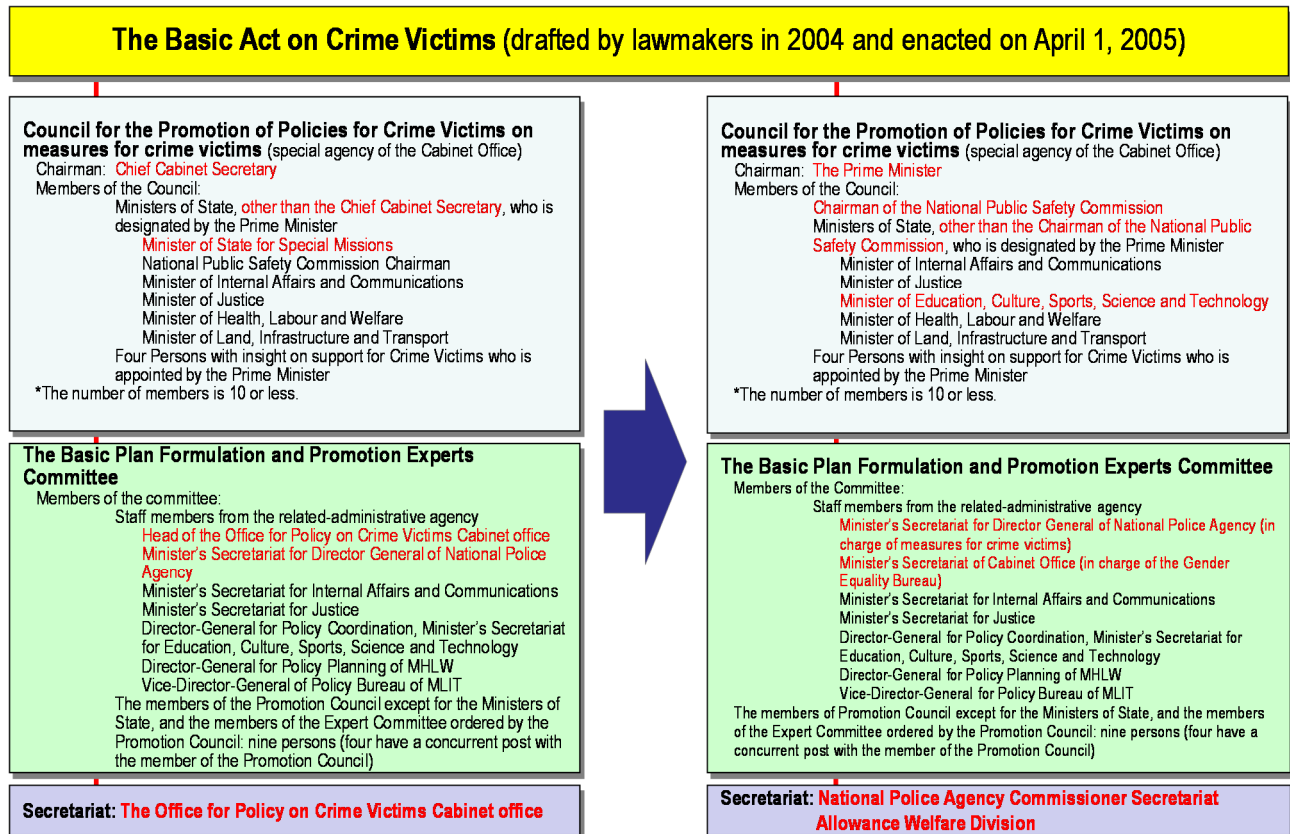 The Basic Act on Crime Victims (drafted by lawmakers in 2004 and enacted on April 1, 2005)
Council for the Promotion of Policies for Crime Victims on
measures for crime victims (special agency of the Cabinet Office)
Chairman: Chief Cabinet Secretary
Members of the Council:
Ministers of State, other than the Chief Cabinet Secretary, who is
designated by the Prime Minister
Minister of State for Special Missions
National Public Safety Commission Chairman
Minister of Internal Affairs and Communications
Minister of Justice
Minister of Health, Labour and Welfare
Minister of Land, Infrastructure and Transport
Four Persons with insight on support for Crime Victims who is
appointed by the Prime Minister
*The number of members is 10 or less.
The Basic Plan Formulation and Promotion Experts
Committee
Members of the committee:
Staff members from the related-administrative agency
Head of the Office for Policy on Crime Victims Cabinet office
Minister's Secretariat for Director General of National Police
Agency
Minister's Secretariat for Internal Affairs and Communications
Minister's Secretariat for Justice
Director-General for Policy Coordination, Minister's Secretariat
for Education, Culture, Sports, Science and Technology
Director-General for Policy Planning of MHLW
Vice-Director-General of Policy Bureau of MLIT
The members of the Promotion Council except for the Ministers of
State, and the members of the Expert Committee ordered by the
Promotion Council: nine persons (four have a concurrent post with
the member of the Promotion Council)
Secretariat: The Office for Policy on Crime Victims Cabinet office
Council for the Promotion of Policies for Crime Victims on
measures for crime victims (special agency of the Cabinet Office)
Chairman: The Prime Minister
Members of the Council:
Chairman of the National Public Safety Commission
Ministers of State, other than the Chairman of the National Public
Safety Commission, who is designated by the Prime Minister
Minister of Internal Affairs and Communications
Minister of Justice
Minister of Education, Culture, Sports, Science and Technology
Minister of Health, Labour and Welfare
Minister of Land, Infrastructure and Transport
Four Persons with insight on support for Crime Victims who is
appointed by the Prime Minister
*The number of members is 10 or less.
The Basic Plan Formulation and Promotion Experts Committee
Members of the Committee:
Staff members from the related-administrative agency
Minister's Secretariat for Director General of National Police Agency (in
charge of measures for crime victims)
Minister's Secretariat of Cabinet Office (in charge of the Gender
Equality Bureau)
Minister's Secretariat for Internal Affairs and Communications
Minister's Secretariat for Justice
Director-General for Policy Coordination, Minister's Secretariat for
Education, Culture, Sports, Science and Technology
Director-General for Policy Planning of MHLW
Vice-Director-General for Policy Bureau of MLIT
The members of Promotion Council except for the Ministers of State, and the members
of the Expert Committee ordered by the Promotion Council: nine persons (four have a
concurrent post with the member of the Promotion Council)
Secretariat: National Police Agency Commissioner Secretariat
Allowance Welfare Division